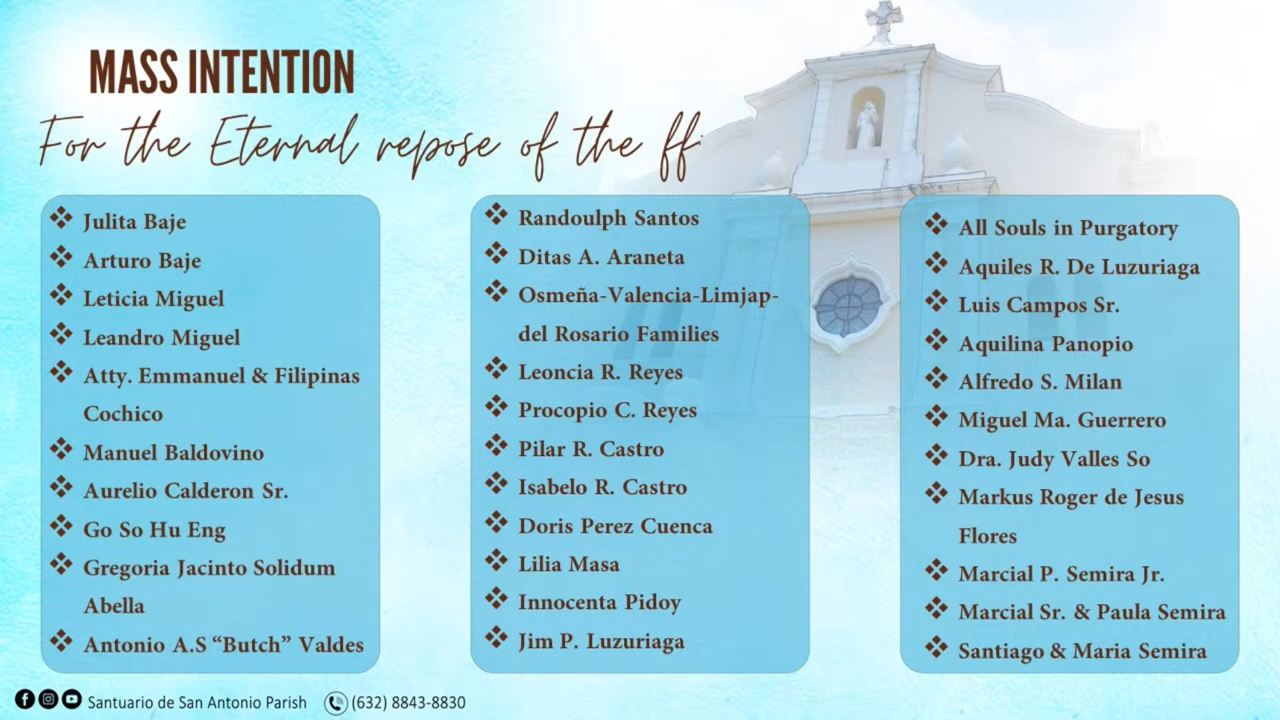 MASS INTENTION
For the Eternal repose of the ff:
❖ Julita Baje
❖ Arturo Baje
❖ Leticia Miguel
❖ Leandro Miguel
❖ Atty. Emmanuel & Filipinas
Cochico
❖ Manuel Baldovino
❖ Aurelio Calderon Sr.
❖ Go So Hu Eng
❖ Gregoria Jacinto Solidum
Abella
❖ Antonio A.S “Butch” Valdes
❖ Randoulph Santos
❖ Ditas A. Araneta
❖ Osmeña-Valencia-Limjap-
del Rosario Families
❖ Leoncia R. Reyes
❖ Procopio C. Reyes
❖ Pilar R. Castro
❖ Isabelo R. Castro
❖ Doris Perez Cuenca
❖ Lilia Masa
❖ Innocenta Pidoy
❖ Jim P. Luzuriaga
❖ All Souls in Purgatory
❖ Aquiles R. De Luzuriaga
❖ Luis Campos Sr.
❖ Aquilina Panopio
❖ Alfredo S. Milan
❖ Miguel Ma. Guerrero
❖ Dra. Judy Valles So
❖ Markus Roger de Jesus
Flores
❖ Marcial P. Semira Jr.
❖ Marcial Sr. & Paula Semira
❖ Santiago & Maria Semira
Santuario de San Antonio Parish (632) 8843-8830